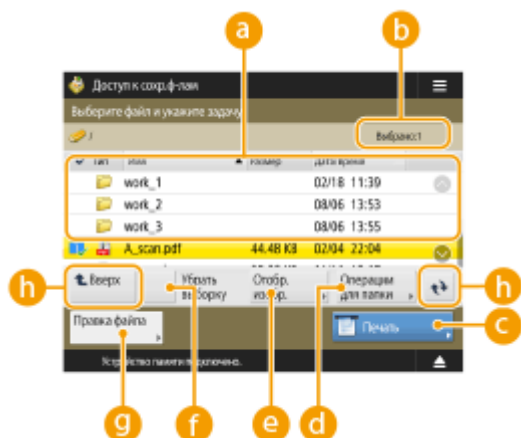 a
b
Доступ к сохр.ф-лам
Выберите файл и укажите задачу
/ Выбрано:1
Тип Имя Размер Дата/время
work_1 02/18 11:39
work_2 08/06 13:53
work_3 08/06 13:55
A_scan.pdf 44.48 KB 02/04 22:04
h Вверх Убрать выборку Отобр. Операции для папки h
Правка файла Печать c
Устройство памяти подключено.
g f e d